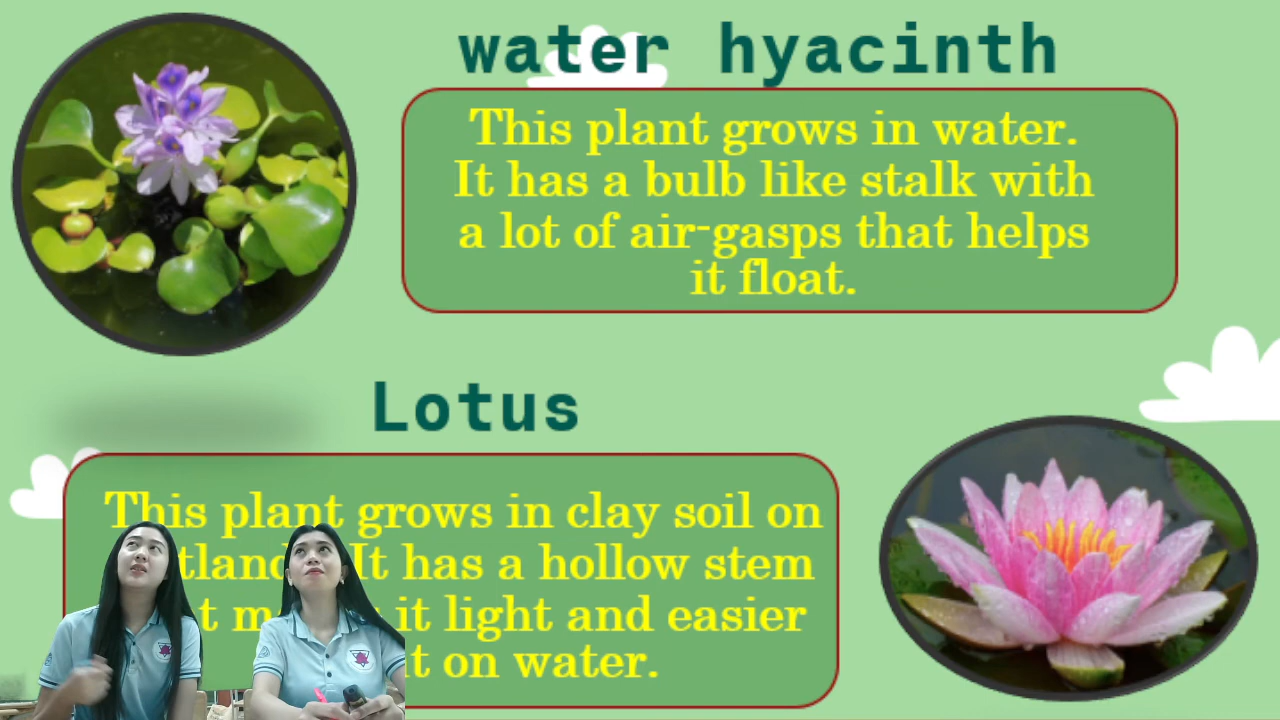 water hyacinth
This plant grows in water.
It has a bulb like stalk with
a lot of air-gasps that helps
it float.
Lotus
This plant grows in clay soil on
It has a hollow stem
it light and easier
on water.